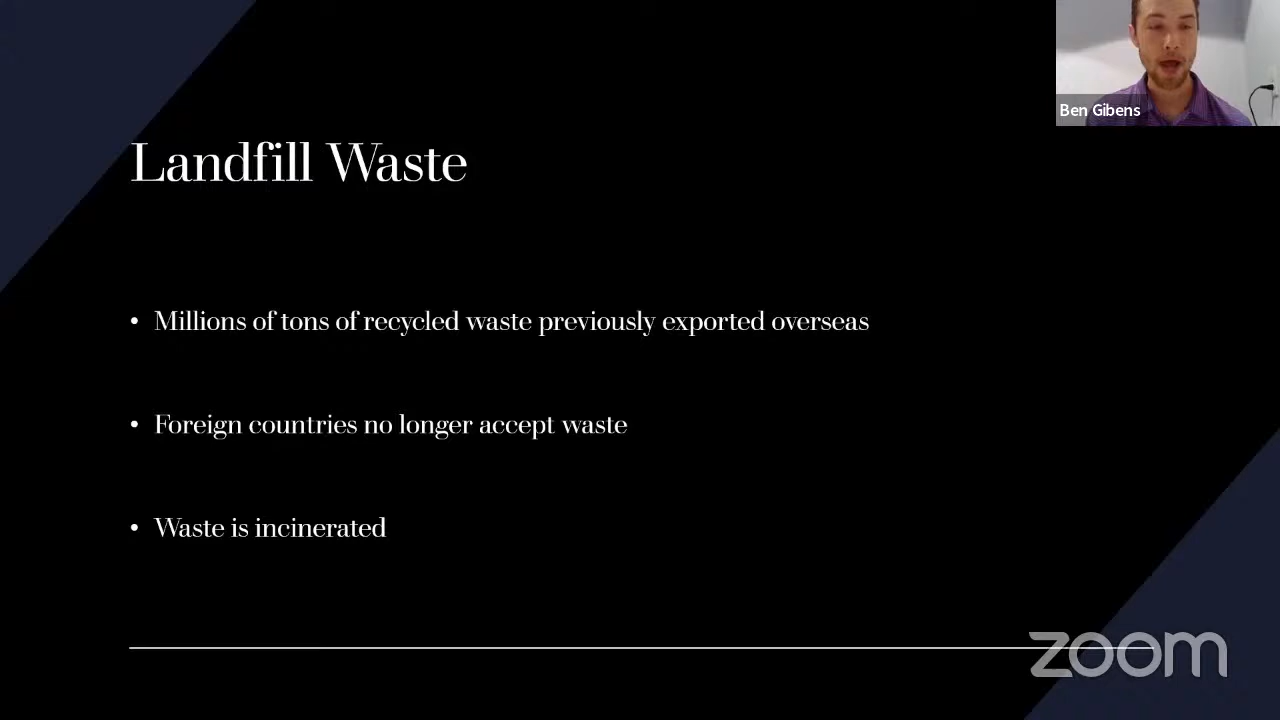 Ben Gibens
Landfill Waste
• Millions of tons of recycled waste previously exported overseas
• Foreign countries no longer accept waste
• Waste is incinerated
zoom